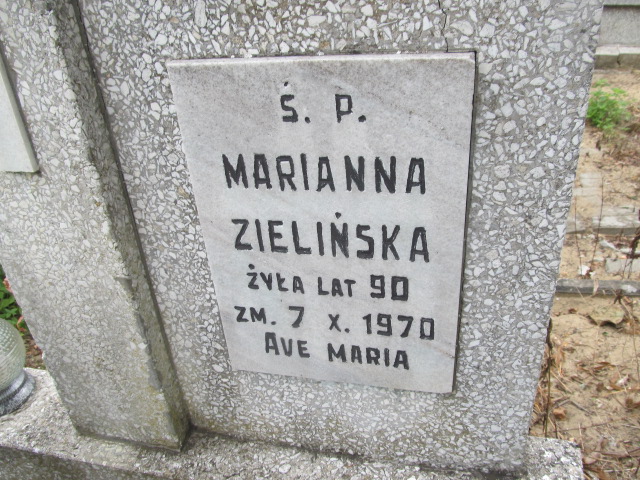 Ś. P.
MARIANNA
ZIELIŃSKA
ŻYŁA LAT 90
ZM. 7 X. 1970
AVE MARIA